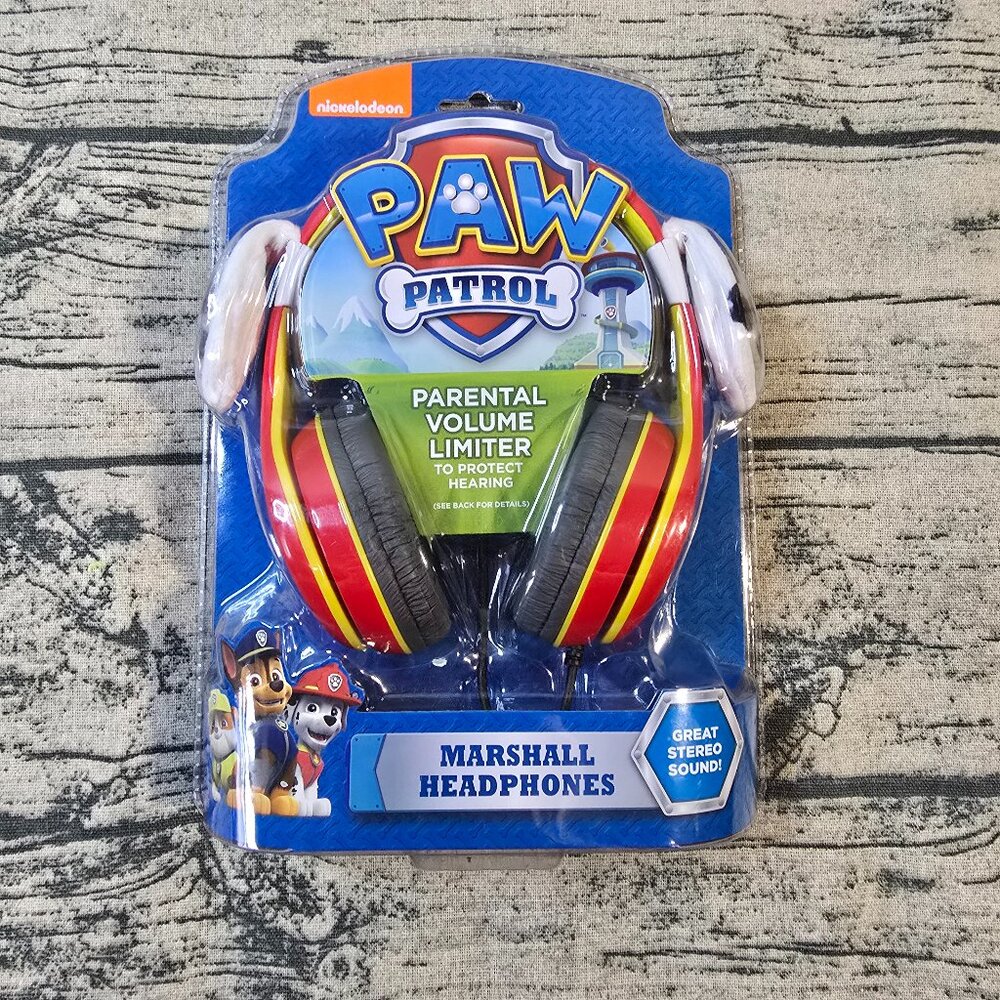 nickelodeon
PAW
PATROL
PARENTAL
VOLUME
LIMITER
TO PROTECT
HEARING
(SEE BACK FOR DETAILS)
MARSHALL
HEADPHONES
GREAT
STEREO
SOUND!